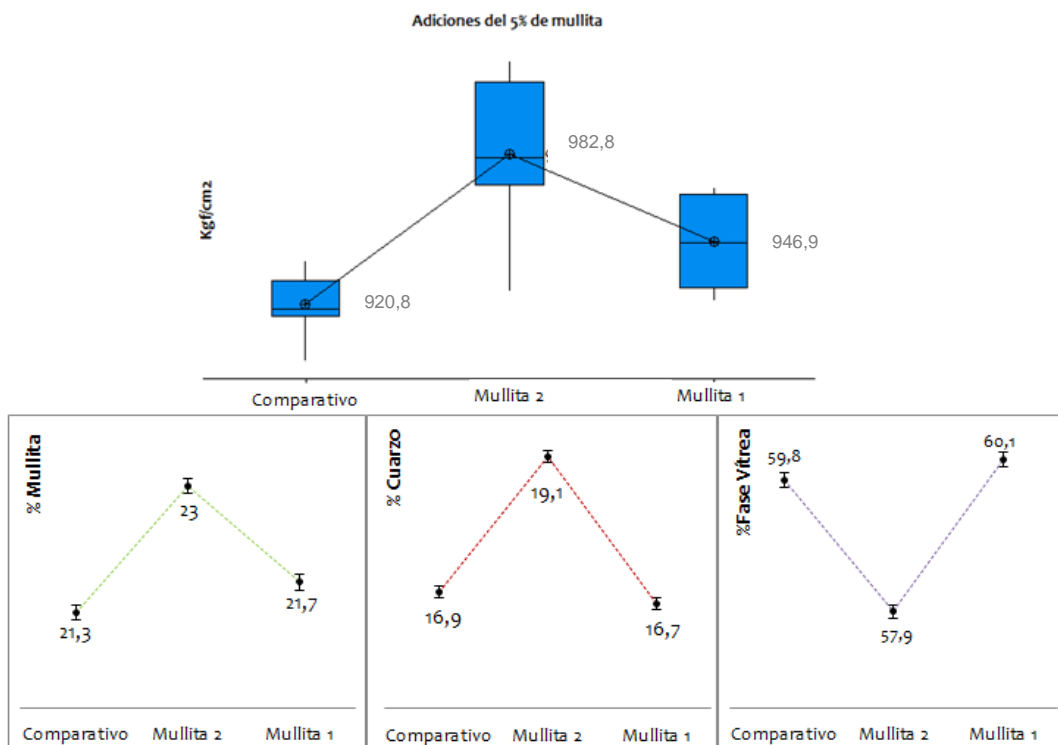 Adiciones del 5% de mullita
Kgf/cm2
982,8
946,9
920,8
Comparativo
Mullita 2
Mullita 1
% Mullita
23
21,3
21,7
Comparativo
Mullita 2
Mullita 1
% Cuarzo
19,1
16,9
16,7
Comparativo
Mullita 2
Mullita 1
%Fase Vítrea
59,8
60,1
57,9
Comparativo
Mullita 2
Mullita 1